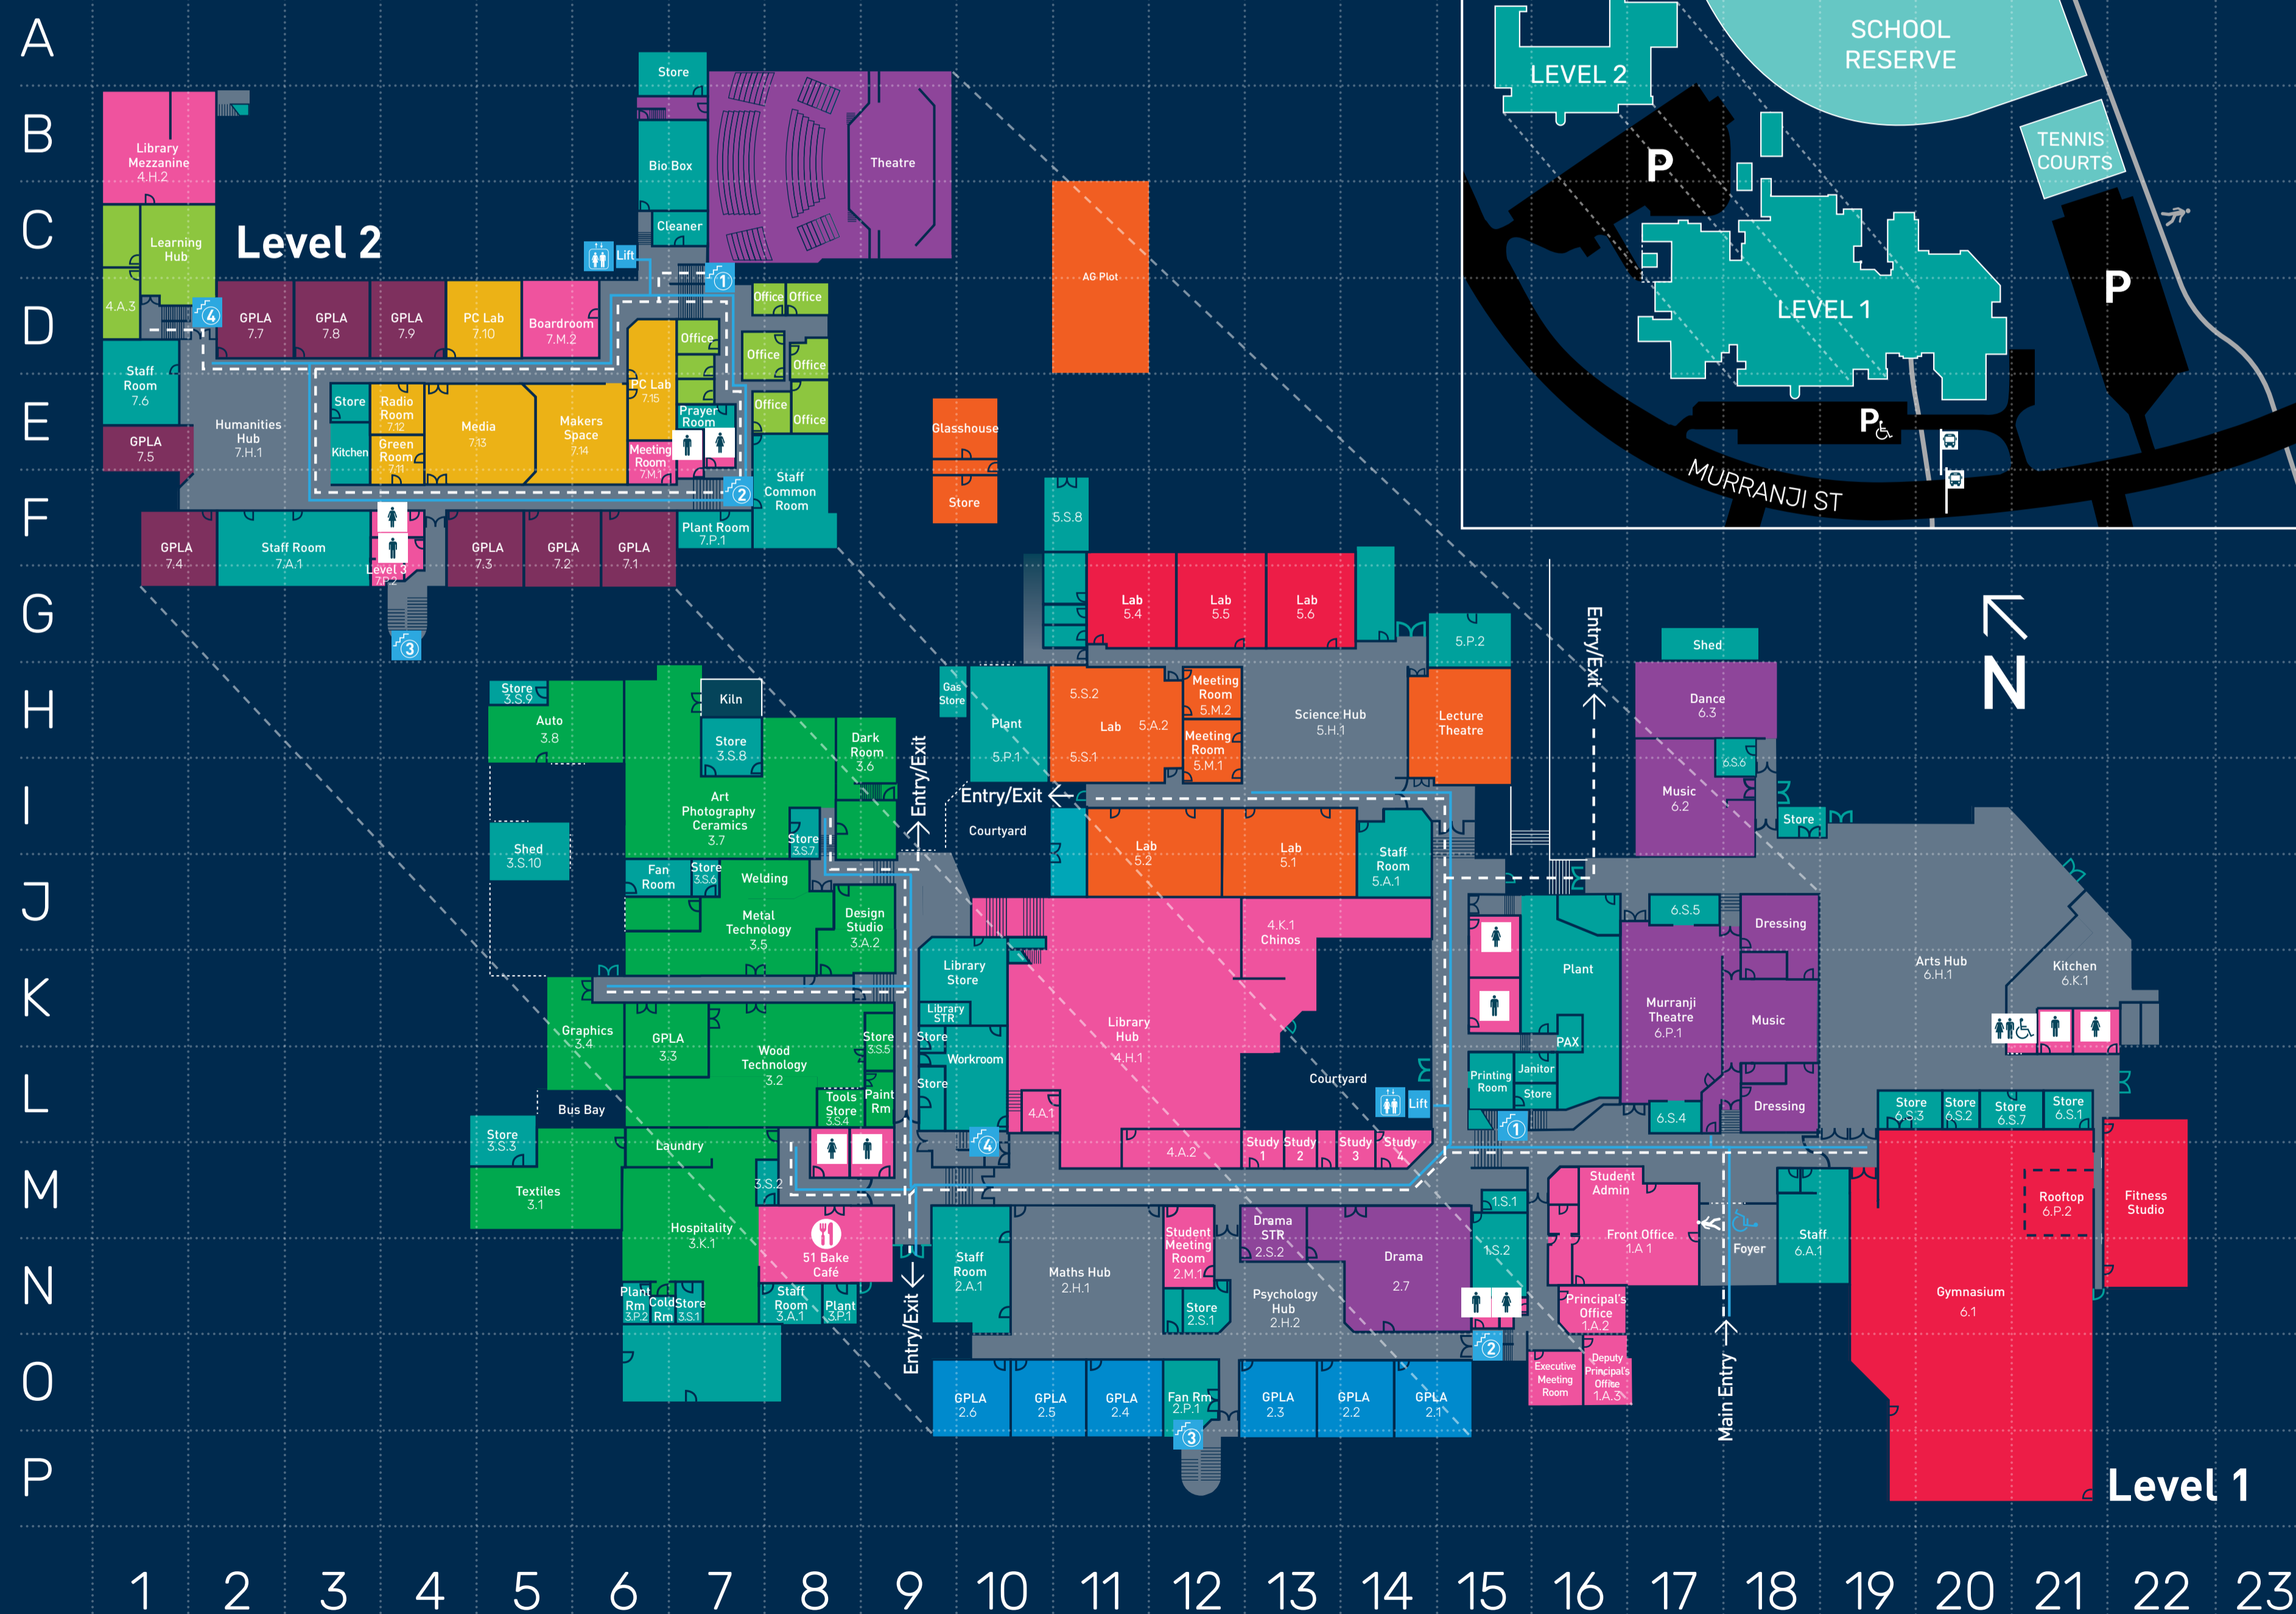 A
B
C
D
E
F
G
H
I
J
K
L
M
N
O
P
1
2
3
4
5
6
7
8
9
10
11
12
13
14
15
16
17
18
19
20
21
22
23
Level 2
Library
Mezzanine
4.H.2
Learning
Hub
4.A.3
4
Staff
Room
7.6
GPLA
7.5
Humanities
Hub
7.H.1
GPLA
7.7
GPLA
7.8
GPLA
7.9
PC Lab
7.10
Boardroom
7.M.2
Store
Bio Box
Cleaner
Lift
1
Theatre
Office
Office
Office
Office
Office
Office
Office
PC Lab
7.15
Prayer
Room
Meeting
Room
7.M.1
Store
Kitchen
Radio
Room
7.12
Green
Room
7.11
Media
7.13
Makers
Space
7.14
2
Staff
Common
Room
Plant Room
7.P.1
GPLA
7.4
Staff Room
7.A.1
Level 3
7.P.2
GPLA
7.3
GPLA
7.2
GPLA
7.1
3
AG Plot
Glasshouse
Store
LEVEL 2
SCHOOL
RESERVE
TENNIS
COURTS
P
LEVEL 1
P
P
MURRANJI ST
N
5.S.8
Lab
5.4
Lab
5.5
Lab
5.6
5.P.2
Gas
Store
Plant
5.P.1
5.S.2
Lab
5.A.2
5.S.1
Meeting
Room
5.M.2
Meeting
Room
5.M.1
Science Hub
5.H.1
Lecture
Theatre
Entry/Exit
Courtyard
Lab
5.2
Lab
5.1
Staff
Room
5.A.1
Entry/Exit
Shed
Dance
6.3
Music
6.2
6.S.6
Store
Store
3.S.9
Auto
3.8
Kiln
Store
3.S.8
Dark
Room
3.6
Art
Photography
Ceramics
3.7
Store
3.S.7
Entry/Exit
Shed
3.S.10
Fan
Room
Store
3.S.6
Welding
Metal
Technology
3.5
Design
Studio
3.A.2
Graphics
3.4
GPLA
3.3
Wood
Technology
3.2
Store
3.S.5
Tools
Store
3.S.4
Paint
Rm
Bus Bay
Store
3.S.3
Laundry
Textiles
3.1
3.S.2
Hospitality
3.K.1
51 Bake
Café
Plant
Rm
3.P.2
Cold
Rm
Store
3.S.1
Staff
Room
3.A.1
Plant
3.P.1
Entry/Exit
Library
Store
Library
STR
Store
Workroom
Store
4
Library
Hub
4.H.1
4.K.1
Chinos
4.A.1
4.A.2
Study
1
Study
2
Study
3
Study
4
Courtyard
Lift
Plant
PAX
Printing
Room
Janitor
Store
1
6.S.5
Murranji
Theatre
6.P.1
6.S.4
Dressing
Music
Dressing
Arts Hub
6.H.1
Kitchen
6.K.1
Store
6.S.3
Store
6.S.2
Store
6.S.7
Store
6.S.1
Staff
Room
2.A.1
Maths Hub
2.H.1
Student
Meeting
Room
2.M.1
Store
2.S.1
Drama
STR
2.S.2
Psychology
Hub
2.H.2
Drama
2.7
1.S.1
1.S.2
2
Student
Admin
Front Office
1.A 1
Principal's
Office
1.A.2
Executive
Meeting
Room
Deputy
Principal's
Office
1.A.3
Foyer
Staff
6.A.1
Main Entry
Rooftop
6.P.2
Fitness
Studio
Gymnasium
6.1
GPLA
2.6
GPLA
2.5
GPLA
2.4
Fan Rm
2.P.1
3
GPLA
2.3
GPLA
2.2
GPLA
2.1
Level 1